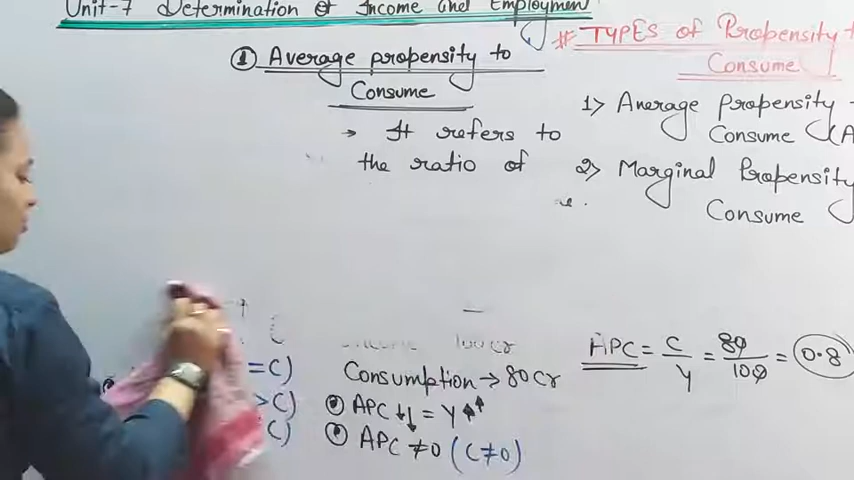 Unit-7 Determination of Income and Employment
① Average propensity to
Consume
→ It refers to
the ratio of
# TYPES of Propensity
Consume
1> Average Propensity
Consume (A
2> Marginal Propensity
Consume
=C)
>C)
C)
100cr
Consumption → 80Cr
APC ↓↓ = Y ↑↑
APC ≠0 (C≠0)
APC = C/Y = 80/100 = 0.8